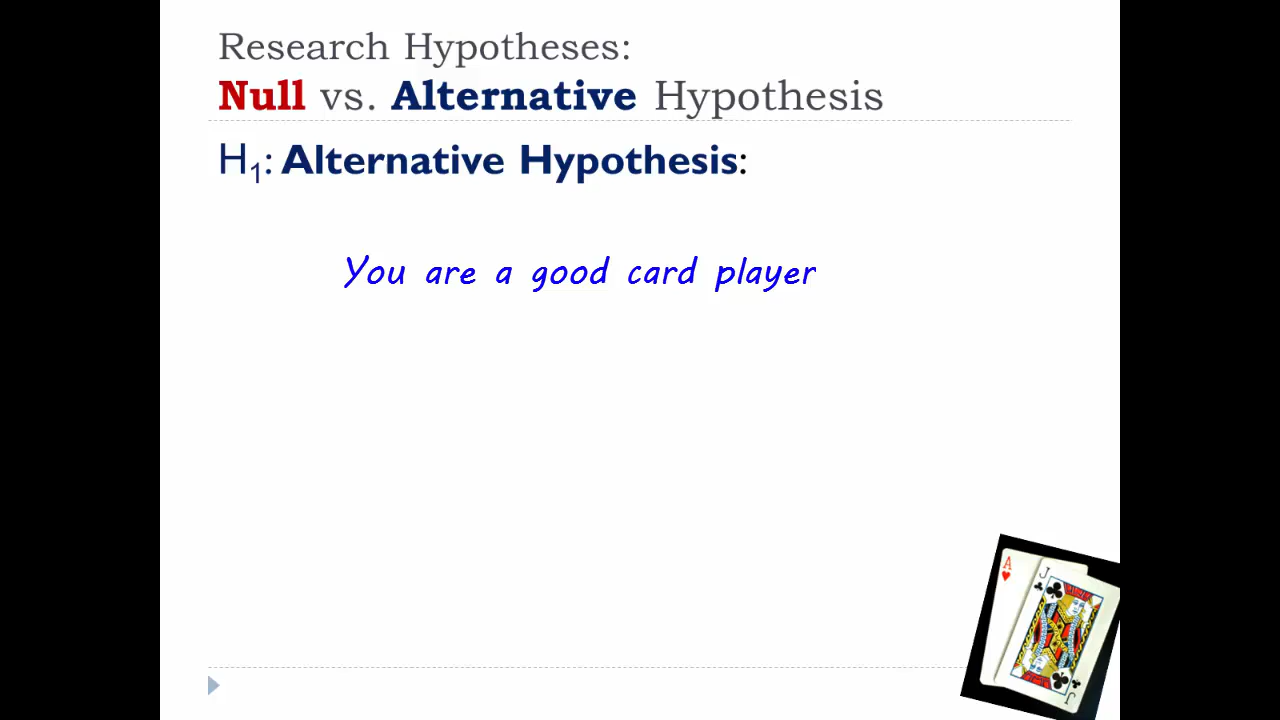 Research Hypotheses:
Null vs. Alternative Hypothesis
H₁: Alternative Hypothesis:
You are a good card player
A
J
J